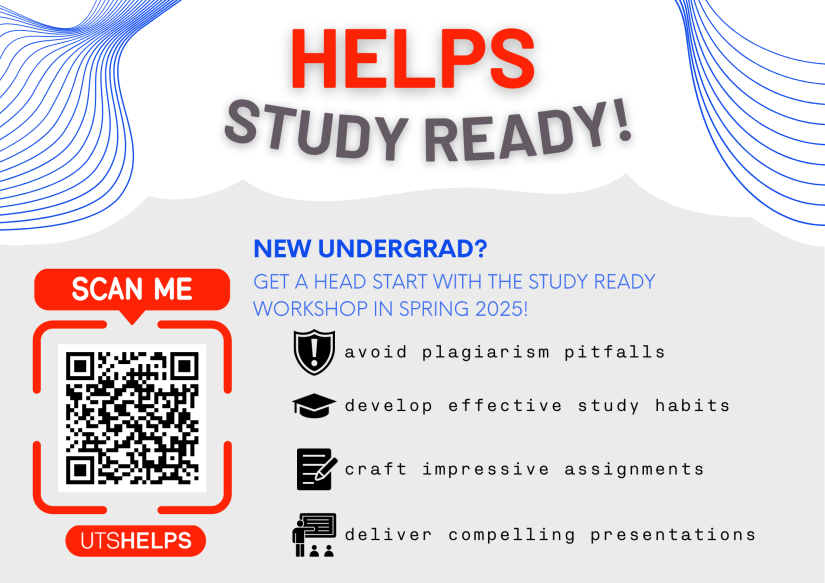 HELPS
STUDY READY!
NEW UNDERGRAD?
GET A HEAD START WITH THE STUDY READY
WORKSHOP IN SPRING 2025!
SCAN ME
avoid plagiarism pitfalls
develop effective study habits
craft impressive assignments
deliver compelling presentations
UTSHELPS